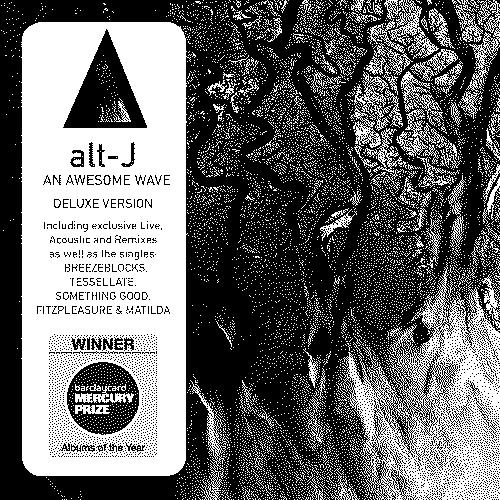 alt-J
AN AWESOME WAVE
DELUXE VERSION
Including exclusive Live,
Acoustic and Remixes
as well as the singles:
BREEZEBLOCKS,
TESSELLATE,
SOMETHING GOOD,
FITZPLEASURE & MATILDA
WINNER
barclaycard
MERCURY
PRIZE
Albums of the Year